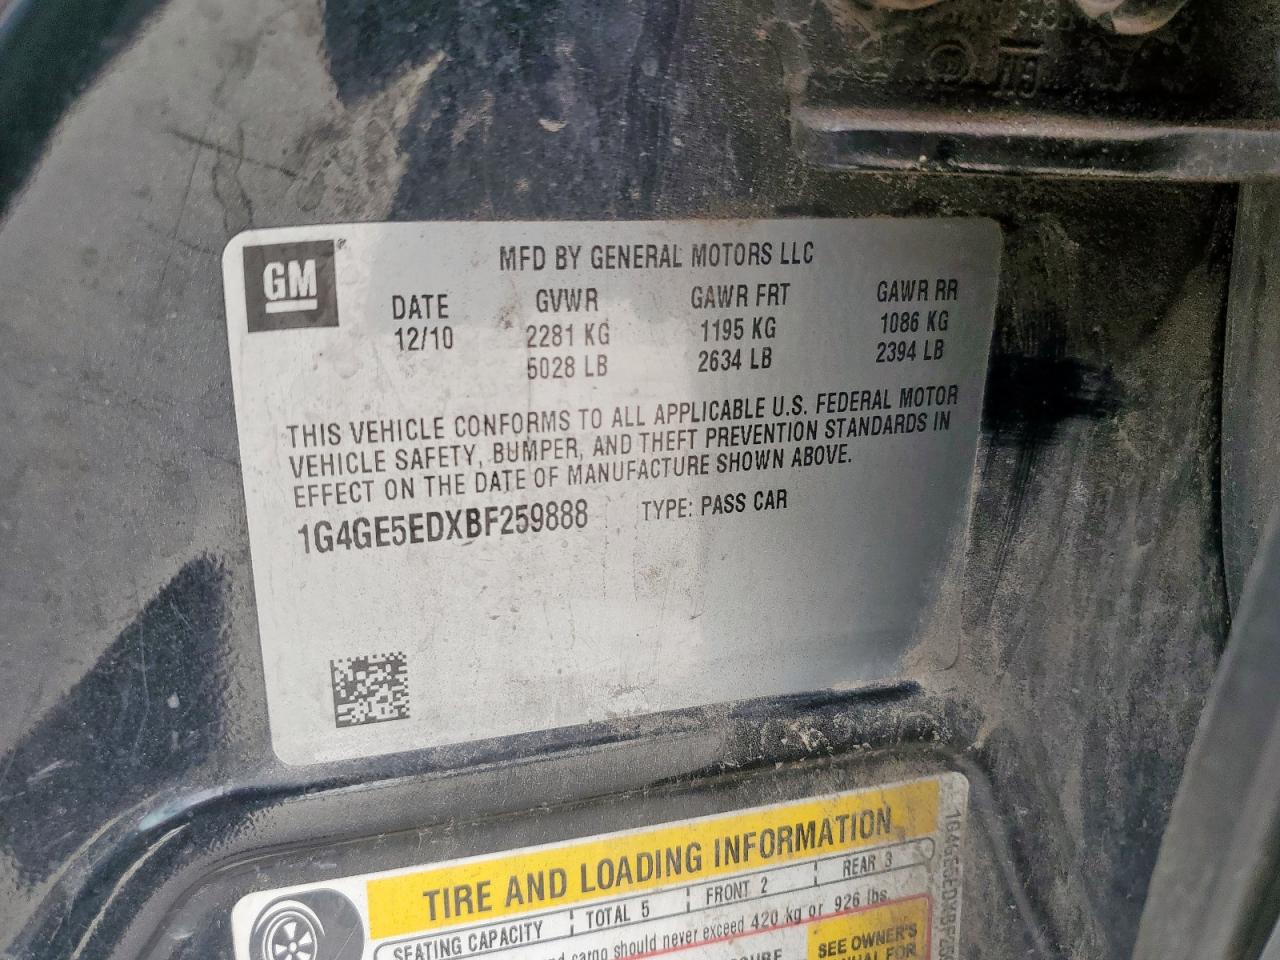 GM
MFD BY GENERAL MOTORS LLC
DATE GVWR GAWR FRT GAWR RR
12/10 2281 KG 1195 KG 1086 KG
5028 LB 2634 LB 2394 LB
THIS VEHICLE CONFORMS TO ALL APPLICABLE U.S. FEDERAL MOTOR
VEHICLE SAFETY, BUMPER, AND THEFT PREVENTION STANDARDS IN
EFFECT ON THE DATE OF MANUFACTURE SHOWN ABOVE.
1G4GE5EDXBF259888 TYPE: PASS CAR
TIRE AND LOADING INFORMATION
SEATING CAPACITY TOTAL 5 FRONT 2 REAR 3
cargo should never exceed 420 kg or 926 lbs.
SEE OWNER'S
1G4GE5EDXBF25